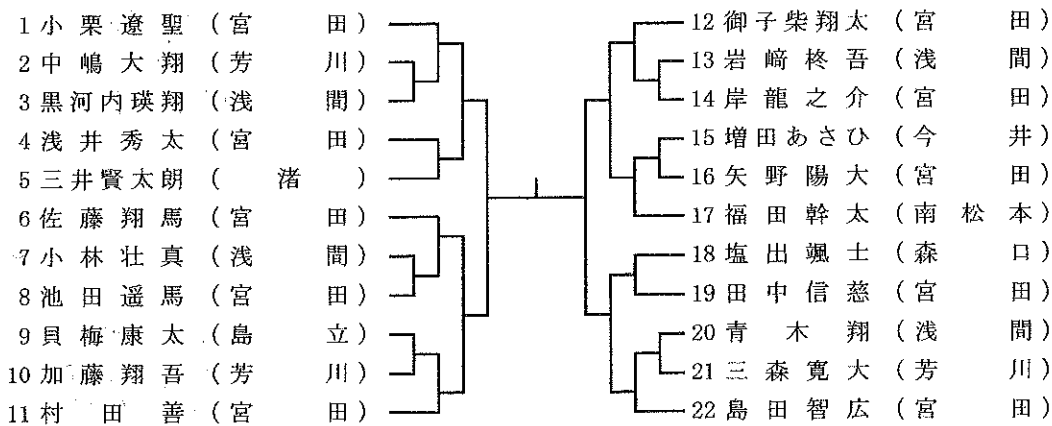 1 小栗遼聖 (宮田)
2 中嶋大翔 (芳川)
3 黒河内瑛翔 (浅間)
4 浅井秀太 (宮田)
5 三井賢太朗 (渚)
6 佐藤翔馬 (宮田)
7 小林壮真 (浅間)
8 池田遥馬 (宮田)
9 貝梅康太 (島立)
10 加藤翔吾 (芳川)
11 村田善 (宮田)
12 御子柴翔太 (宮田)
13 岩﨑柊吾 (浅間)
14 岸龍之介 (宮田)
15 増田あさひ (今井)
16 矢野陽大 (宮田)
17 福田幹太 (南松本)
18 塩出颯士 (森口)
19 田中信慈 (宮田)
20 青木翔 (浅間)
21 三森寛大 (芳川)
22 島田智広 (宮田)